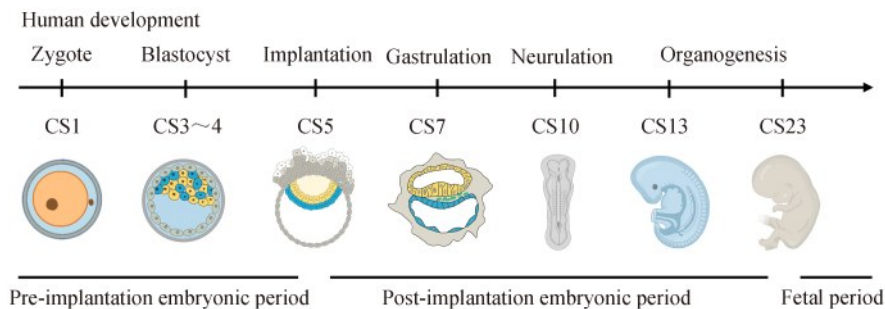 Human development
Zygote Blastocyst Implantation Gastrulation Neurulation Organogenesis
CS1 CS3～4 CS5 CS7 CS10 CS13 CS23
Pre-implantation embryonic period Post-implantation embryonic period Fetal period